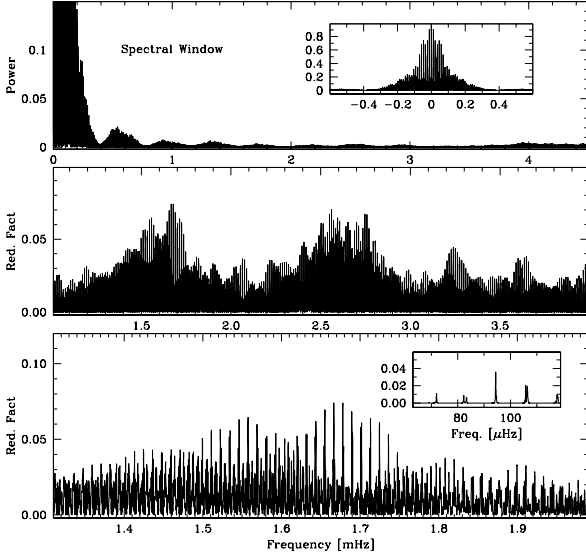 Spectral Window
Power
0.1
0.05
0
0.8
0.6
0.4
0.2
0
-0.4 -0.2 0 0.2 0.4
0 1 2 3 4
Red. Fact
0.05
0.00
1.5 2.0 2.5 3.0 3.5
Red. Fact
0.10
0.05
0.00
0.04
0.02
0.00
80 100
Freq. [μHz]
1.4 1.5 1.6 1.7 1.8 1.9
Frequency [mHz]